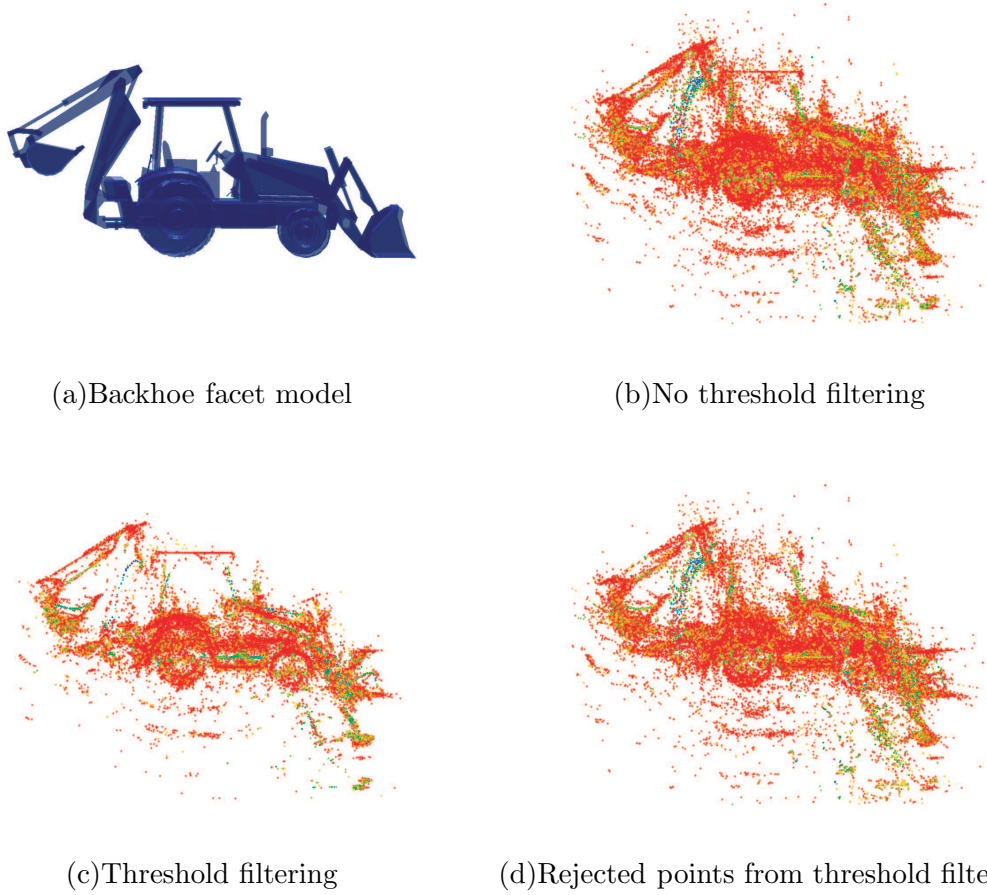 (a)Backhoe facet model
(b)No threshold filtering
(c)Threshold filtering
(d)Rejected points from threshold filte